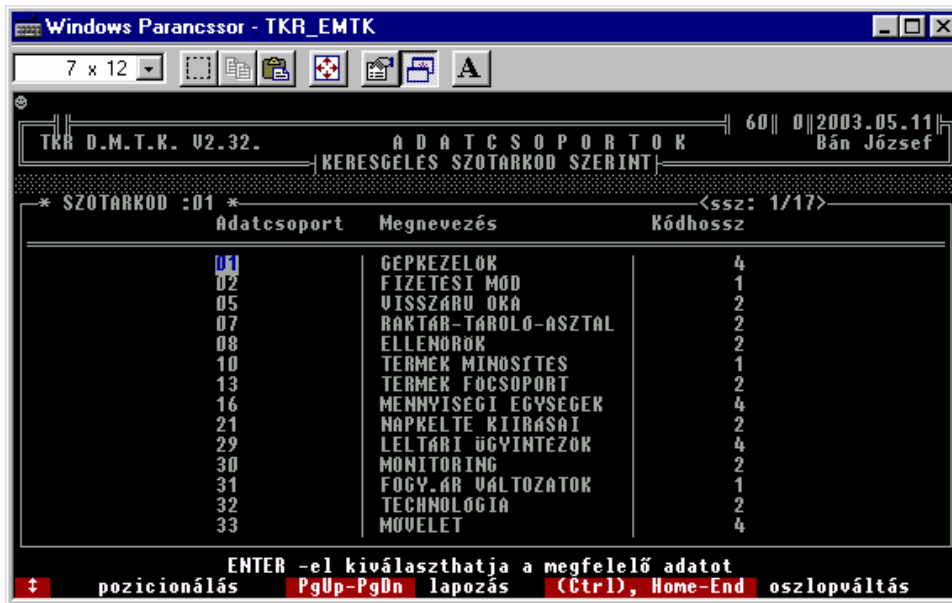 Windows Parancssor - TKR_EMTK
7 x 12
A
60 0 2003.05.11
TKR D.M.T.K. V2.32. A D A T C S O P O R T O K Bán József
KERESGÉLÉS SZÓTÁRKÓD SZERINT
* SZÓTÁRKÓD :01 * <ssz: 1/17>
Adatcsoport Megnevezés Kódhossz
01 GÉPKEZELŐK 4
02 FIZETÉSI MÓD 1
05 VISSZÁRU OKA 2
07 RAKTÁR-TÁROLÓ-ASZTAL 2
08 ELLENŐRÖK 2
10 TERMÉK MINŐSÍTÉS 1
13 TERMÉK FŐCSOPORT 2
16 MENNYISÉGI EGYSÉGEK 4
21 NAPKELTE KIÍRÁSAI 2
29 LELTÁRI ÜGYINTÉZŐK 4
30 MONITORING 2
31 FOGY.ÁR VÁLTOZATOK 1
32 TECHNOLÓGIA 2
33 MŰVELET 4
ENTER -el kiválaszthatja a megfelelő adatot
↕ pozicionálás PgUp-PgDn lapozás (Ctrl), Home-End oszlopváltás